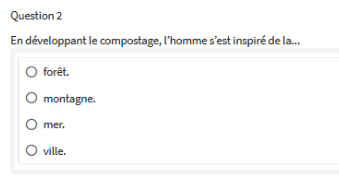 Question 2
En développant le compostage, l'homme s'est inspiré de la...
forêt.
montagne.
mer.
ville.